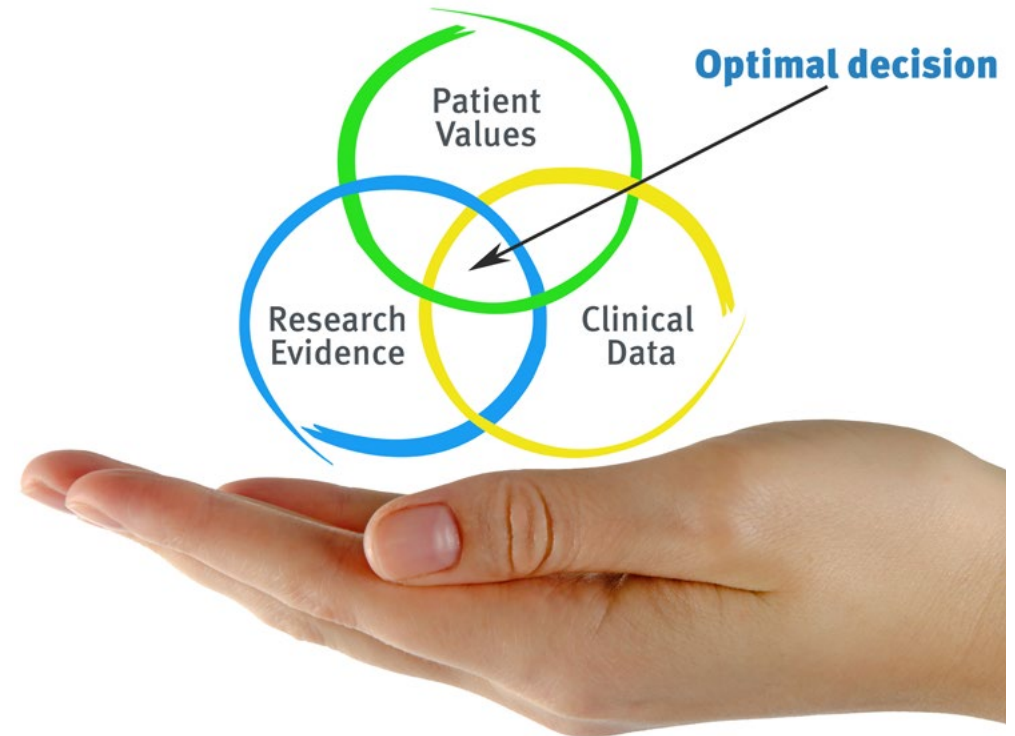 Optimal decision
Patient
Values
Research
Evidence
Clinical
Data